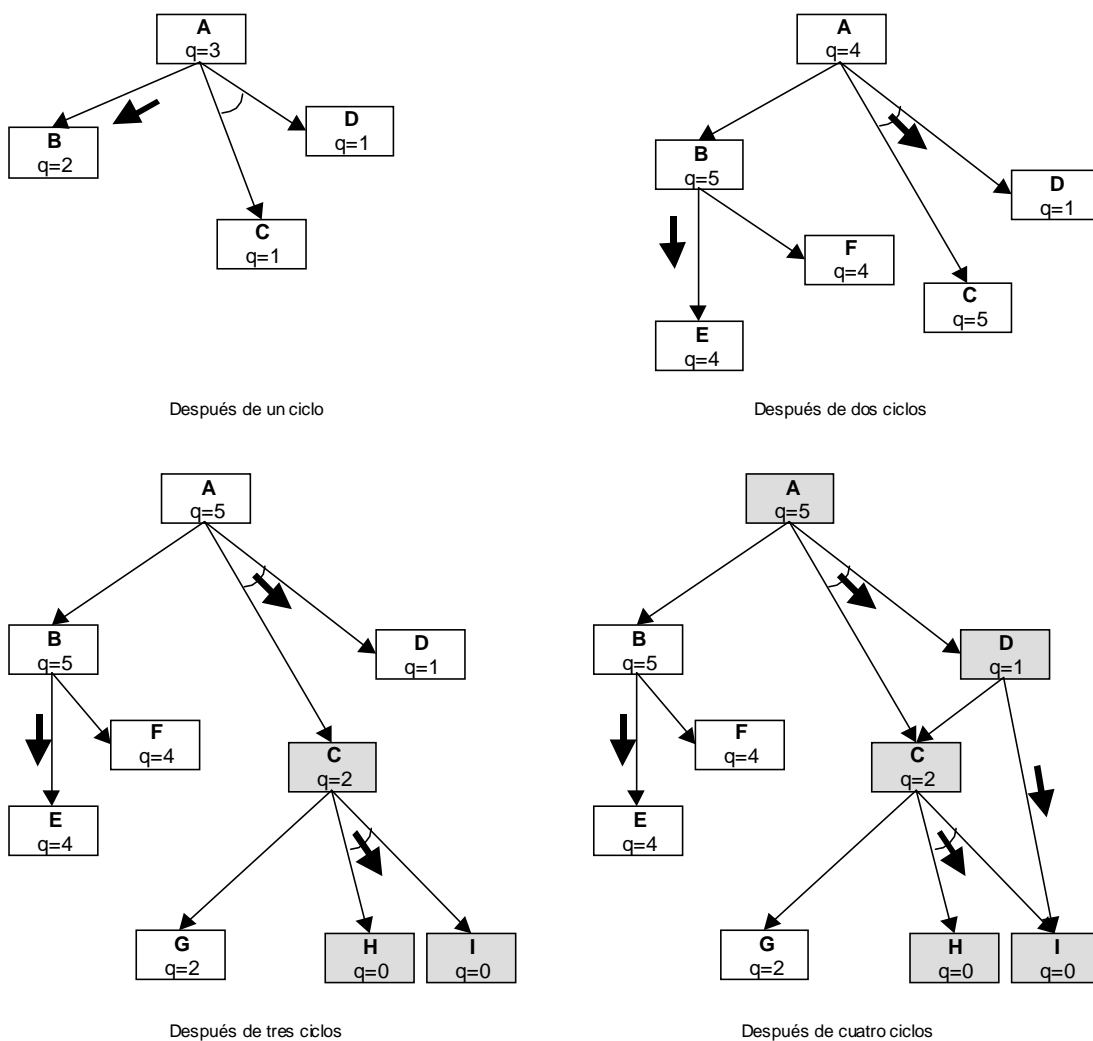 A
q=3
B
q=2
D
q=1
C
q=1
Después de un ciclo
A
q=4
B
q=5
D
q=1
F
q=4
C
q=5
E
q=4
Después de dos ciclos
A
q=5
B
q=5
D
q=1
F
q=4
C
q=2
E
q=4
G
q=2
H
q=0
I
q=0
Después de tres ciclos
A
q=5
B
q=5
D
q=1
F
q=4
C
q=2
E
q=4
G
q=2
H
q=0
I
q=0
Después de cuatro ciclos